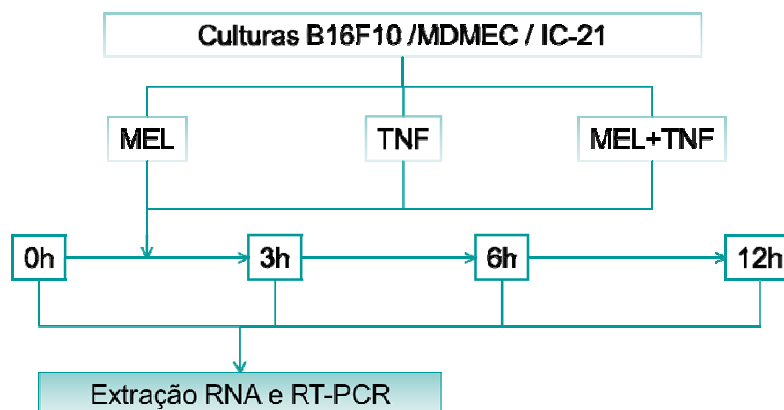 Culturas B16F10 /MDMEC / IC-21
MEL
TNF
MEL+TNF
0h
3h
6h
12h
Extração RNA e RT-PCR